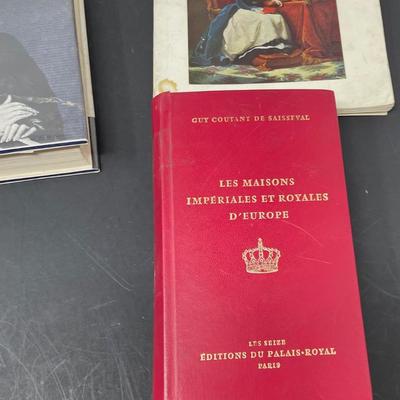 GUY COUTANT DE SAISSEVAL
LES MAISONS
IMPÉRIALES ET ROYALES
D'EUROPE
LES SEIZE
ÉDITIONS DU PALAIS-ROYAL
PARIS